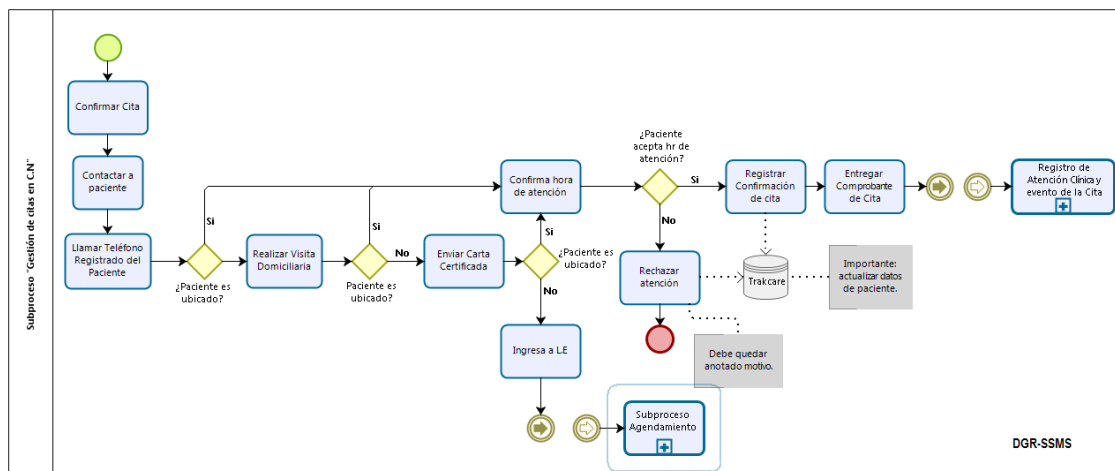 Subproceso "Gestión de citas en C.N"
Confirmar Cita
Contactar a
paciente
Llamar Teléfono
Registrado del
Paciente
¿Paciente es
ubicado?
Si
Realizar Visita
Domiciliaria
Paciente es
ubicado?
Si
No
Enviar Carta
Certificada
Confirma hora
de atención
Si
¿Paciente es
ubicado?
No
Ingresa a LE
Subproceso
Agendamiento
¿Paciente
acepta hr de
atención?
Si
No
Rechazar
atención
Registrar
Confirmación
de cita
Entregar
Comprobante
de Cita
Registro de
Atención Clínica y
evento de la Cita
Trakcare
Importante:
actualizar datos
de paciente.
Debe quedar
anotado motivo.
DGR-SSMS